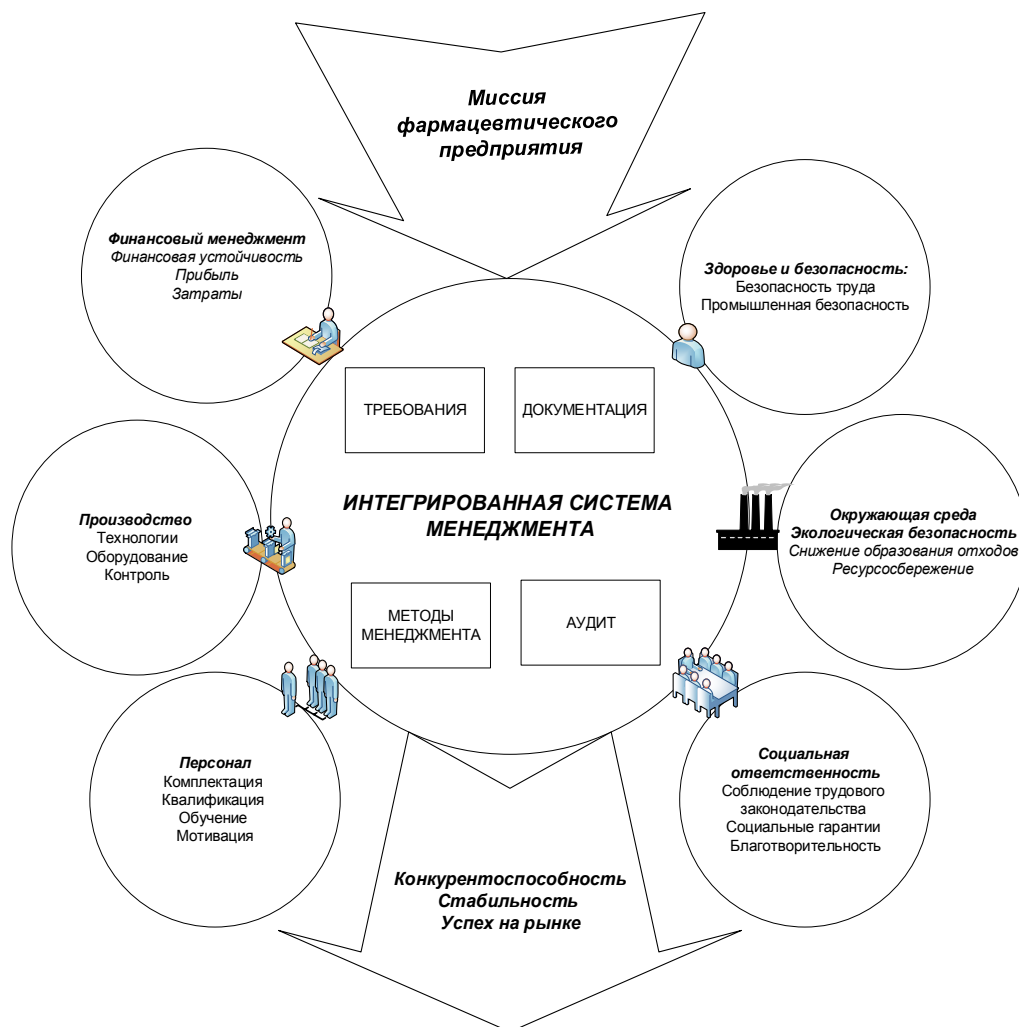 Миссия
фармацевтического
предприятия
Финансовый менеджмент
Финансовая устойчивость
Прибыль
Затраты
Здоровье и безопасность:
Безопасность труда
Промышленная безопасность
ТРЕБОВАНИЯ
ДОКУМЕНТАЦИЯ
ИНТЕГРИРОВАННАЯ СИСТЕМА
МЕНЕДЖМЕНТА
Производство
Технологии
Оборудование
Контроль
Окружающая среда
Экологическая безопасность
Снижение образования отходов
Ресурсосбережение
МЕТОДЫ
МЕНЕДЖМЕНТА
АУДИТ
Персонал
Комплектация
Квалификация
Обучение
Мотивация
Социальная
ответственность
Соблюдение трудового
законодательства
Социальные гарантии
Благотворительность
Конкурентоспособность
Стабильность
Успех на рынке